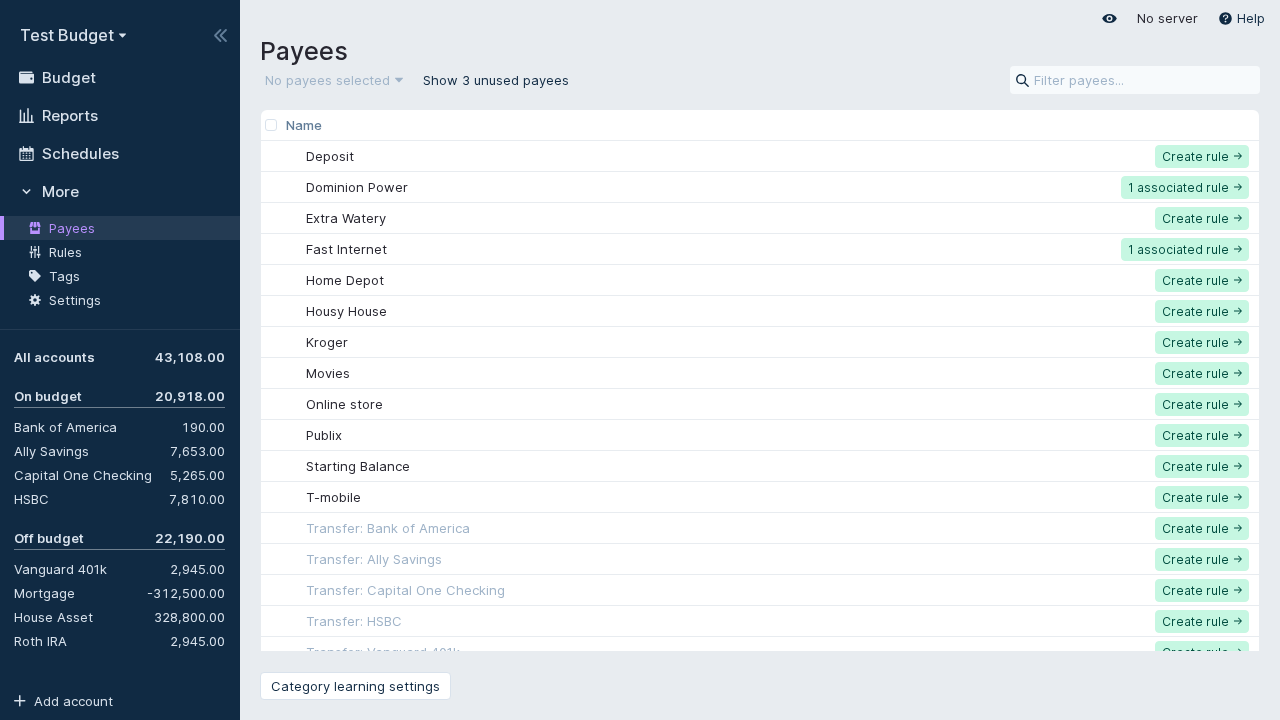 Test Budget
Budget
Reports
Schedules
More
Payees
Rules
Tags
Settings
All accounts 43,108.00
On budget 20,918.00
Bank of America 190.00
Ally Savings 7,653.00
Capital One Checking 5,265.00
HSBC 7,810.00
Off budget 22,190.00
Vanguard 401k 2,945.00
Mortgage -312,500.00
House Asset 328,800.00
Roth IRA 2,945.00
Add account
No server Help
Payees
No payees selected Show 3 unused payees Filter payees...
Name
Deposit Create rule
Dominion Power 1 associated rule
Extra Watery Create rule
Fast Internet 1 associated rule
Home Depot Create rule
Housy House Create rule
Kroger Create rule
Movies Create rule
Online store Create rule
Publix Create rule
Starting Balance Create rule
T-mobile Create rule
Transfer: Bank of America Create rule
Transfer: Ally Savings Create rule
Transfer: Capital One Checking Create rule
Transfer: HSBC Create rule
Transfer: Vanguard 401k Create rule
Category learning settings